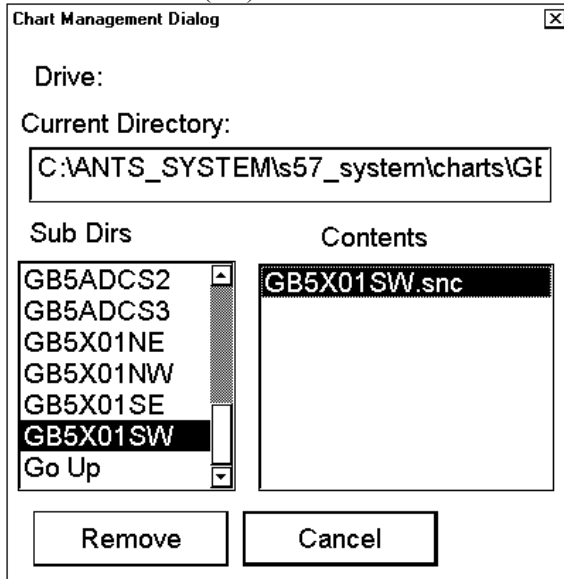 Chart Management Dialog
Drive:
Current Directory:
C:\ANTS_SYSTEM\s57_system\charts\GE
Sub Dirs
Contents
GB5ADCS2
GB5ADCS3
GB5X01NE
GB5X01NW
GB5X01SE
GB5X01SW
Go Up
GB5X01SW.snc
Remove
Cancel